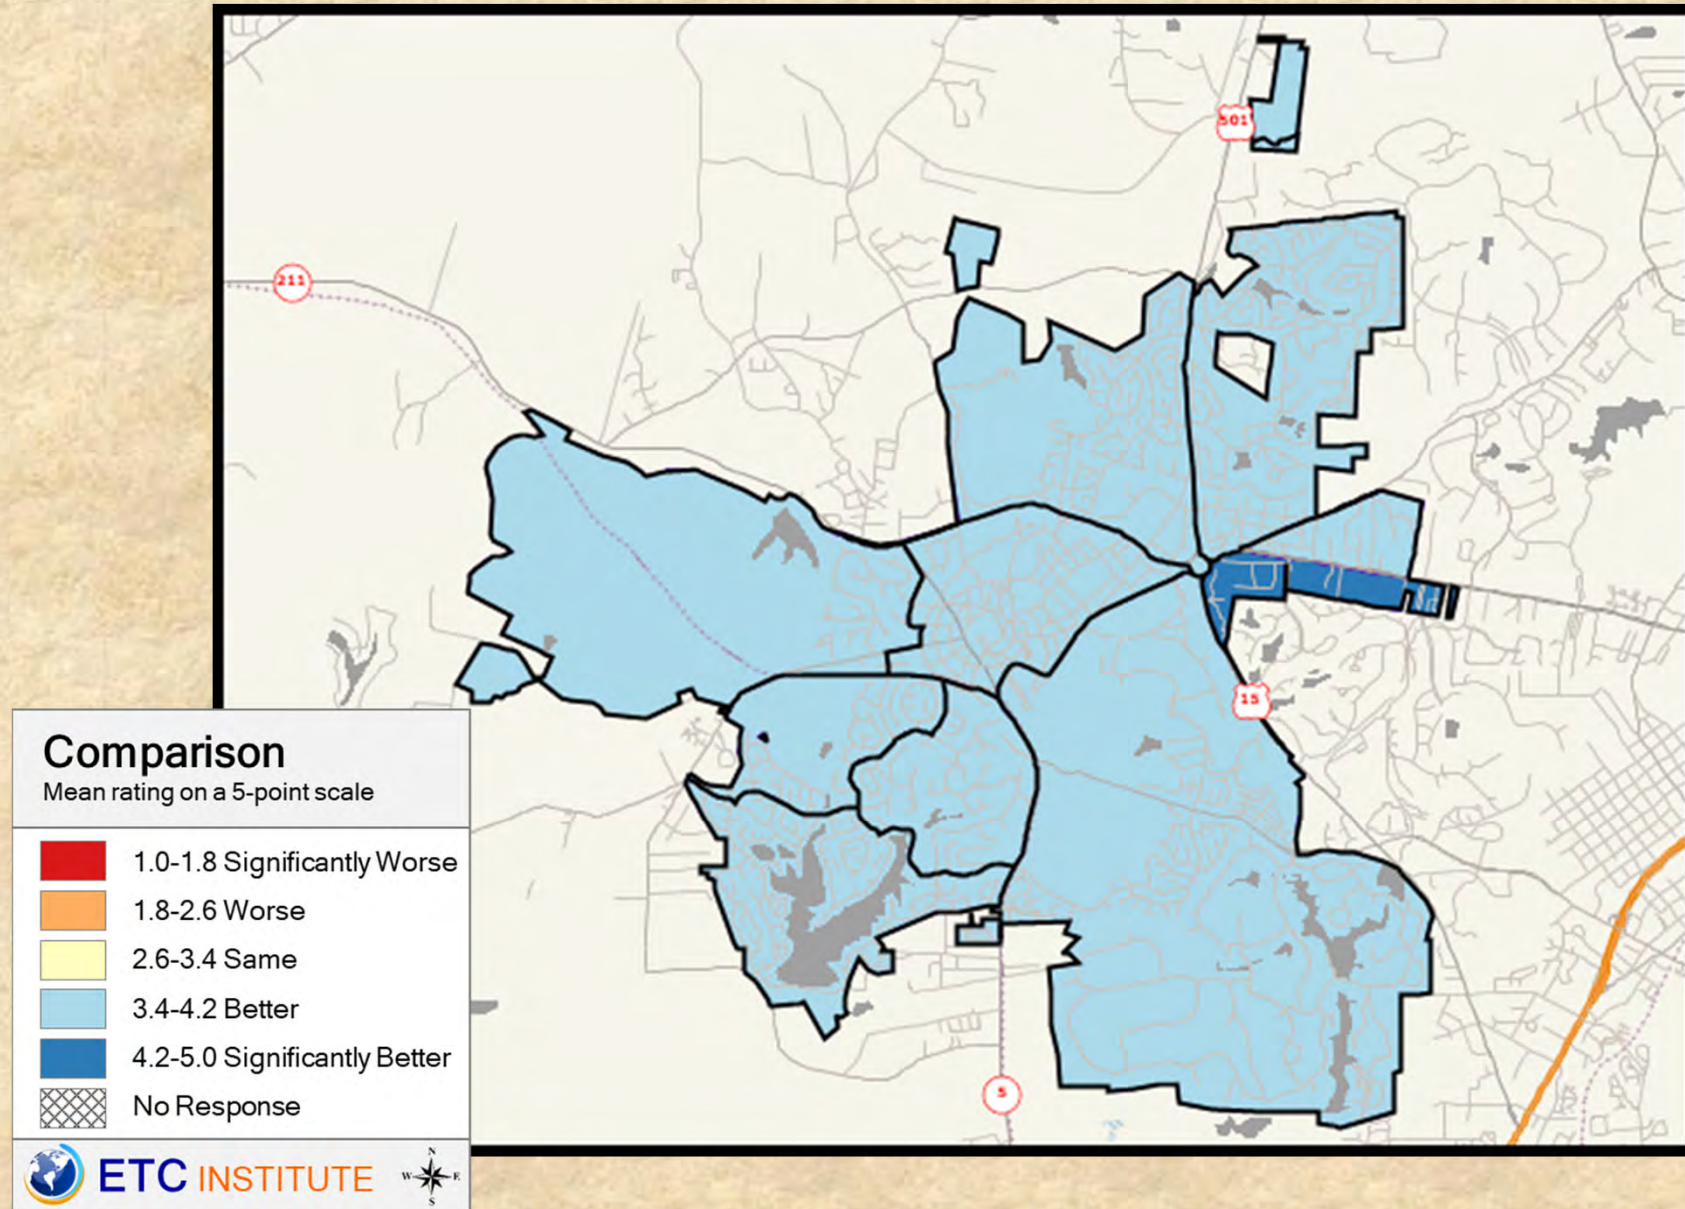 501
211
15
5
Comparison
Mean rating on a 5-point scale
1.0-1.8 Significantly Worse
1.8-2.6 Worse
2.6-3.4 Same
3.4-4.2 Better
4.2-5.0 Significantly Better
No Response
ETC INSTITUTE
N
W E
S